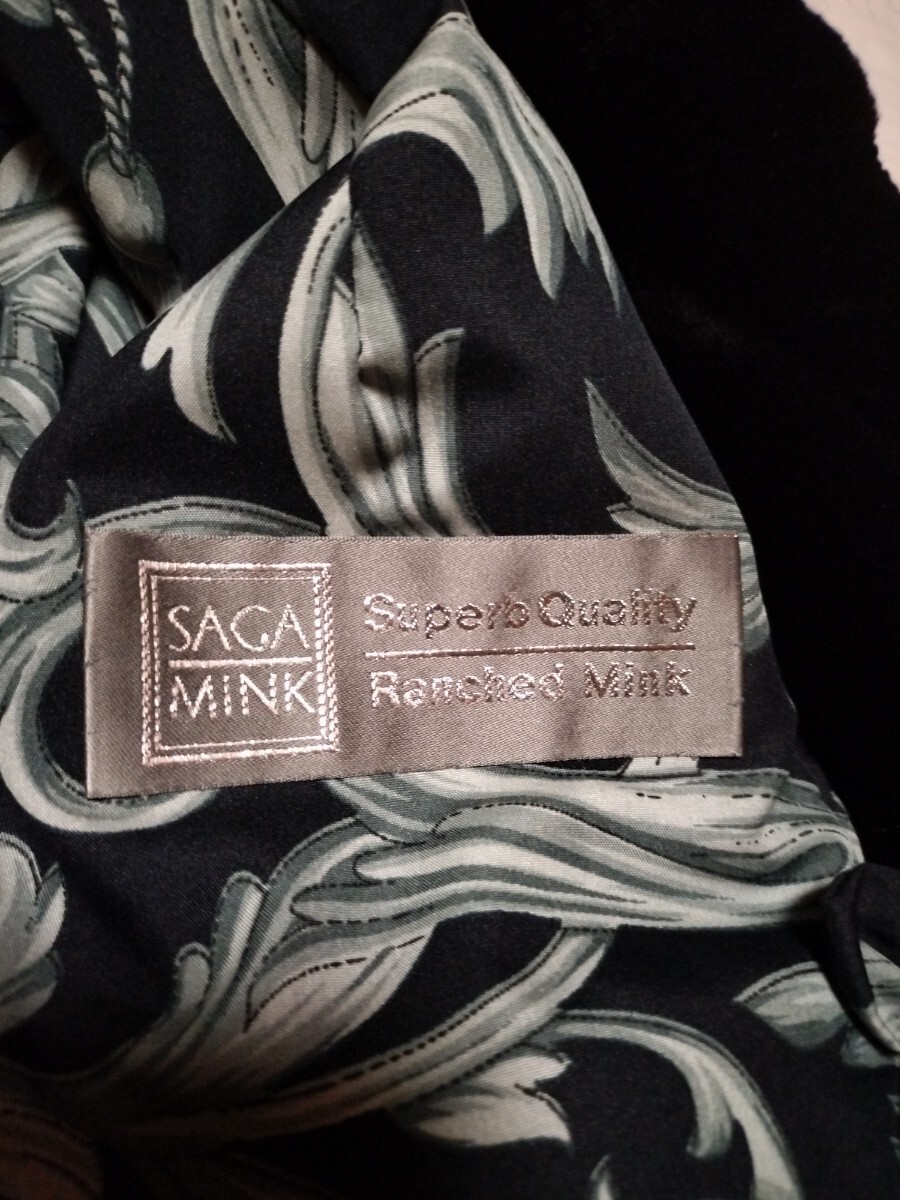 SAGA
MINK
Superb Quality
Ranched Mink